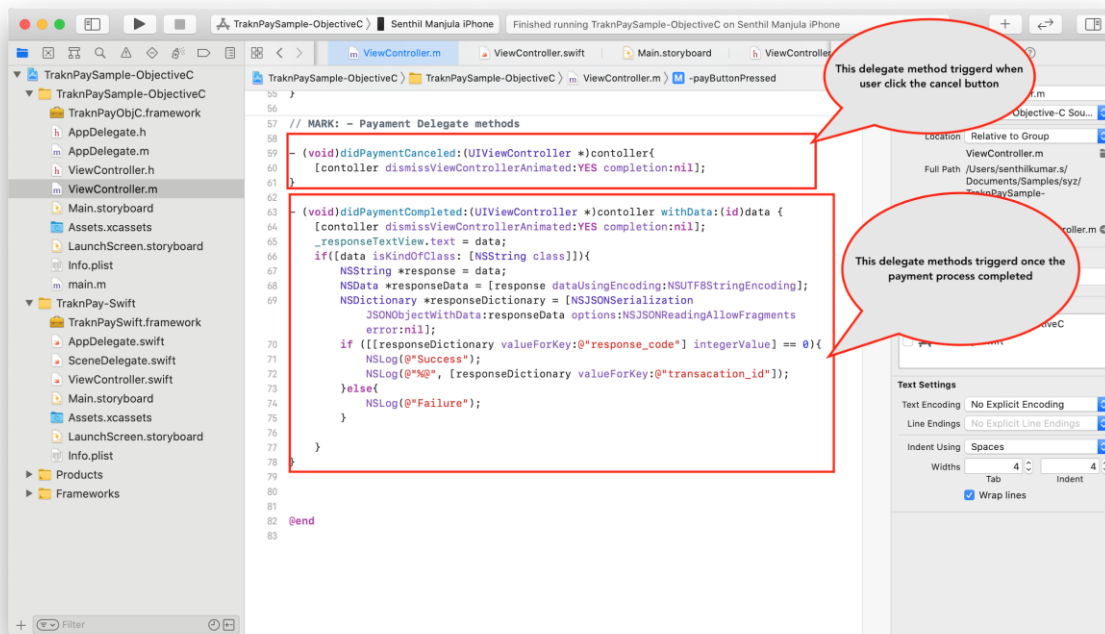 TraknPaySample-ObjectiveC
Senthil Manjula iPhone
Finished running TraknPaySample-ObjectiveC on Senthil Manjula iPhone
TraknPaySample-ObjectiveC
TraknPaySample-ObjectiveC
TraknPayObjC.framework
AppDelegate.h
AppDelegate.m
ViewController.h
ViewController.m
Main.storyboard
Assets.xcassets
LaunchScreen.storyboard
Info.plist
main.m
TraknPay-Swift
TraknPaySwift.framework
AppDelegate.swift
SceneDelegate.swift
ViewController.swift
Main.storyboard
Assets.xcassets
LaunchScreen.storyboard
Info.plist
Products
Frameworks
Filter
ViewController.m
ViewController.swift
Main.storyboard
ViewController
TraknPaySample-ObjectiveC
TraknPaySample-ObjectiveC
ViewController.m
M -payButtonPressed
55 }
56
57 // MARK: - Payament Delegate methods
58
59 - (void)didPaymentCanceled:(UIViewController *)contoller{
60 [contoller dismissViewControllerAnimated:YES completion:nil];
61 }
62
63 - (void)didPaymentCompleted:(UIViewController *)contoller withData:(id)data {
64 [contoller dismissViewControllerAnimated:YES completion:nil];
65 _responseTextView.text = data;
66 if([data isKindOfClass: [NSString class]]){
67 NSString *response = data;
68 NSData *responseData = [response dataUsingEncoding:NSUTF8StringEncoding];
69 NSDictionary *responseDictionary = [NSJSONSerialization
JSONObjectWithData:responseData options:NSJSONReadingAllowFragments
error:nil];
70 if ([[responseDictionary valueForKey:@"response_code"] integerValue] == 0){
71 NSLog(@"Success");
72 NSLog(@"%@", [responseDictionary valueForKey:@"transacation_id"]);
73 }else{
74 NSLog(@"Failure");
75 }
76
77 }
78 }
79
80
81
82 @end
83
This delegate method triggerd when
user click the cancel button
This delegate methods triggerd once the
payment process completed
r.m
Objective-C Sou...
Location Relative to Group
ViewController.m
Full Path /Users/senthilkumar.s/
Documents/Samples/syz/
TraknPaySample-
roller.m
tiveC
Text Settings
Text Encoding No Explicit Encoding
Line Endings No Explicit Line Endings
Indent Using Spaces
Widths 4 4
Tab Indent
Wrap lines